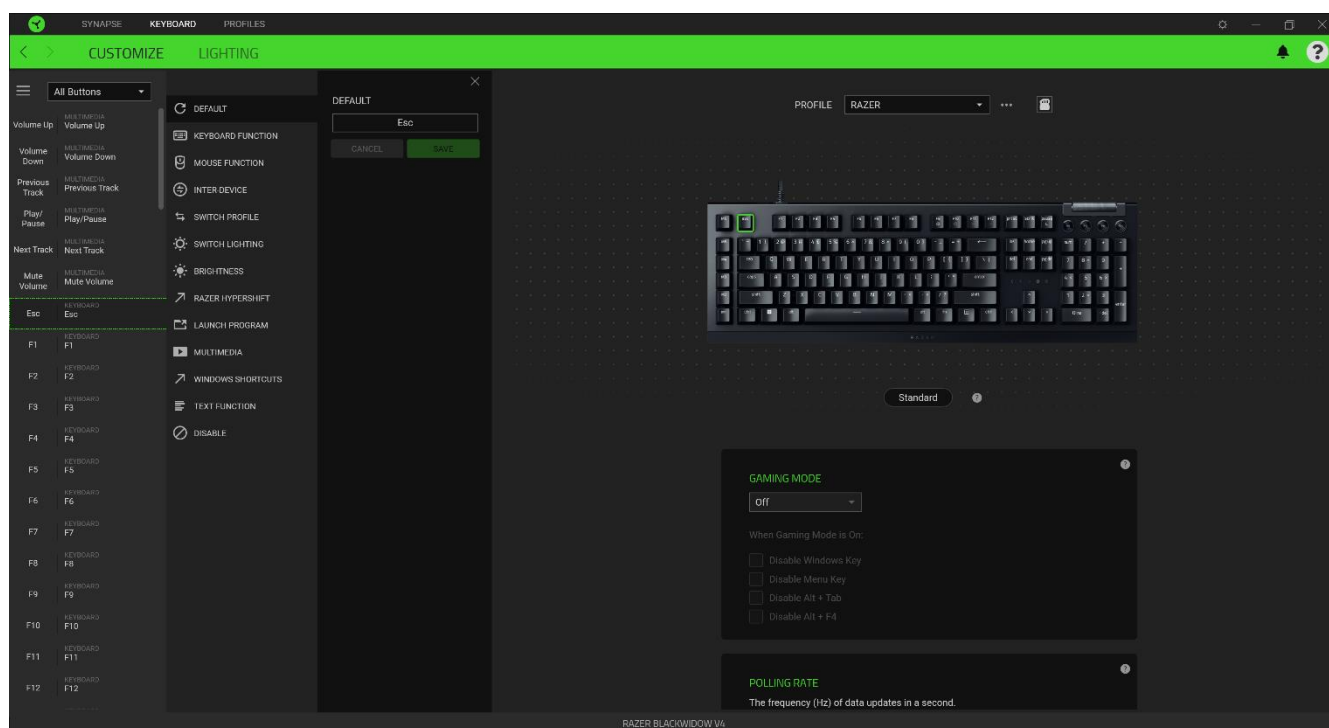 SYNAPSE KEYBOARD PROFILES
CUSTOMIZE LIGHTING
?
All Buttons
Volume Up MULTIMEDIA Volume Up
Volume Down MULTIMEDIA Volume Down
Previous Track MULTIMEDIA Previous Track
Play/ Pause MULTIMEDIA Play/Pause
Next Track MULTIMEDIA Next Track
Mute Volume MULTIMEDIA Mute Volume
Esc KEYBOARD Esc
F1 KEYBOARD F1
F2 KEYBOARD F2
F3 KEYBOARD F3
F4 KEYBOARD F4
F5 KEYBOARD F5
F6 KEYBOARD F6
F7 KEYBOARD F7
F8 KEYBOARD F8
F9 KEYBOARD F9
F10 KEYBOARD F10
F11 KEYBOARD F11
F12 KEYBOARD F12
DEFAULT
KEYBOARD FUNCTION
MOUSE FUNCTION
INTER-DEVICE
SWITCH PROFILE
SWITCH LIGHTING
BRIGHTNESS
RAZER HYPERSHIFT
LAUNCH PROGRAM
MULTIMEDIA
WINDOWS SHORTCUTS
TEXT FUNCTION
DISABLE
DEFAULT
Esc
CANCEL SAVE
PROFILE RAZER
Standard ?
GAMING MODE ?
Off
When Gaming Mode is On:
Disable Windows Key
Disable Menu Key
Disable Alt + Tab
Disable Alt + F4
POLLING RATE ?
The frequency (Hz) of data updates in a second.
RAZER BLACKWIDOW V4